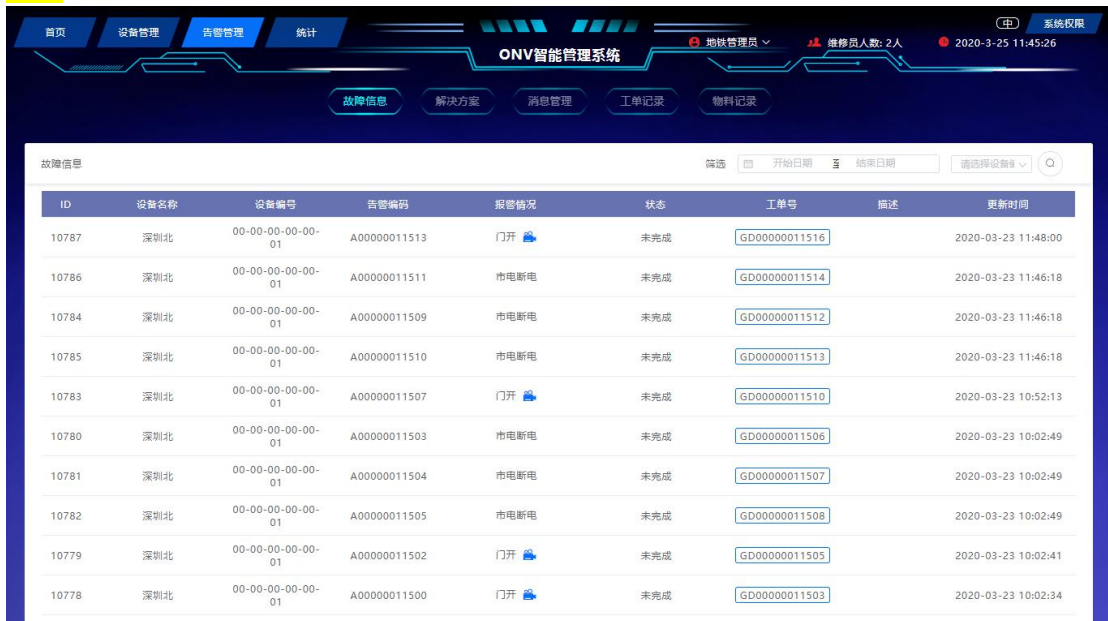 首页 设备管理 告警管理 统计 ONV智能管理系统 中 系统权限
地铁管理员 维修员人数: 2人 2020-3-25 11:45:26
故障信息 解决方案 消息管理 工单记录 物料记录
故障信息 筛选 开始日期 至 结束日期
ID 设备名称 设备编号 告警编码 报警情况 状态 工单号 描述 更新时间
10787 深圳北 00-00-00-00-00-01 A00000011513 门开 未完成 GD00000011516 2020-03-23 11:48:00
10786 深圳北 00-00-00-00-00-01 A00000011511 市电断电 未完成 GD00000011514 2020-03-23 11:46:18
10784 深圳北 00-00-00-00-00-01 A00000011509 市电断电 未完成 GD00000011512 2020-03-23 11:46:18
10785 深圳北 00-00-00-00-00-01 A00000011510 市电断电 未完成 GD00000011513 2020-03-23 11:46:18
10783 深圳北 00-00-00-00-00-01 A00000011507 门开 未完成 GD00000011510 2020-03-23 10:52:13
10780 深圳北 00-00-00-00-00-01 A00000011503 市电断电 未完成 GD00000011506 2020-03-23 10:02:49
10781 深圳北 00-00-00-00-00-01 A00000011504 市电断电 未完成 GD00000011507 2020-03-23 10:02:49
10782 深圳北 00-00-00-00-00-01 A00000011505 市电断电 未完成 GD00000011508 2020-03-23 10:02:49
10779 深圳北 00-00-00-00-00-01 A00000011502 门开 未完成 GD00000011505 2020-03-23 10:02:41
10778 深圳北 00-00-00-00-00-01 A00000011500 门开 未完成 GD00000011503 2020-03-23 10:02:34